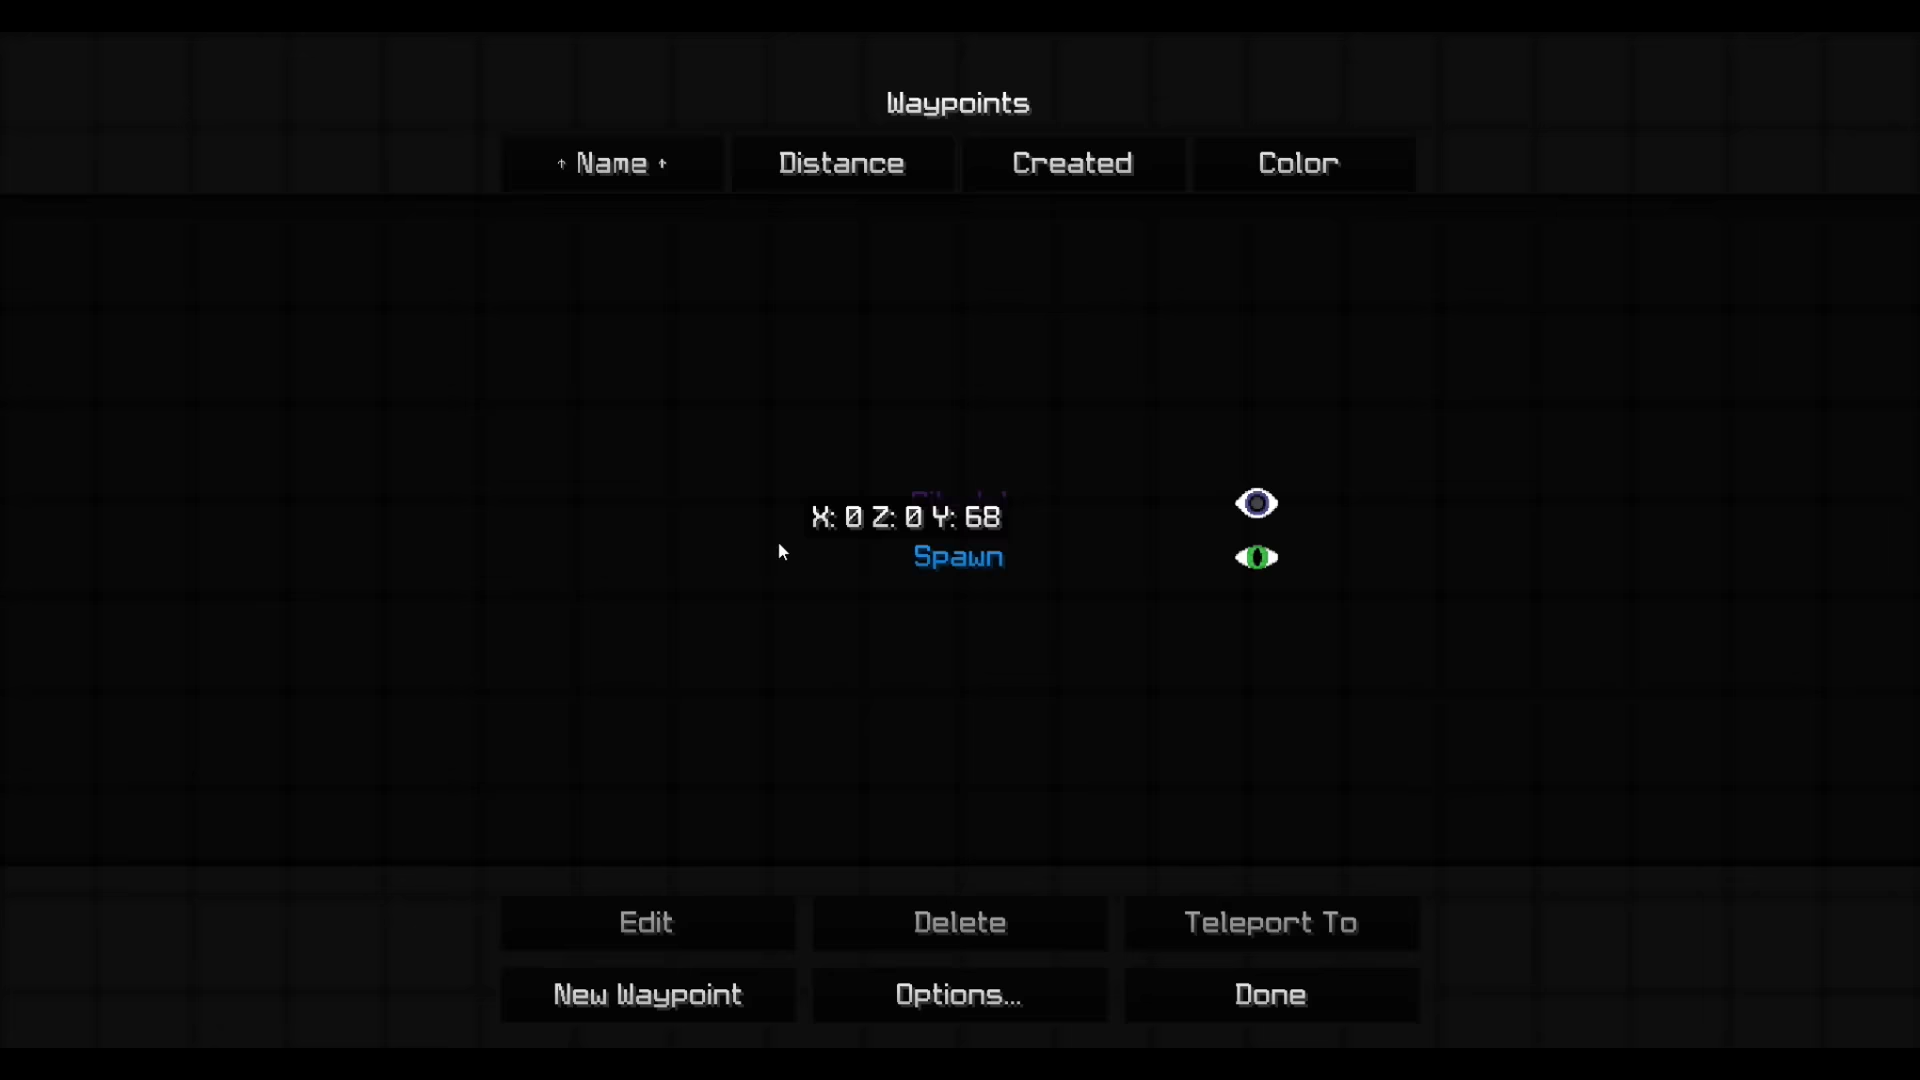 Waypoints
↑ Name ↑ Distance Created Color
X: 0 Z: 0 Y: 68
Spawn
Edit Delete Teleport To
New Waypoint Options... Done